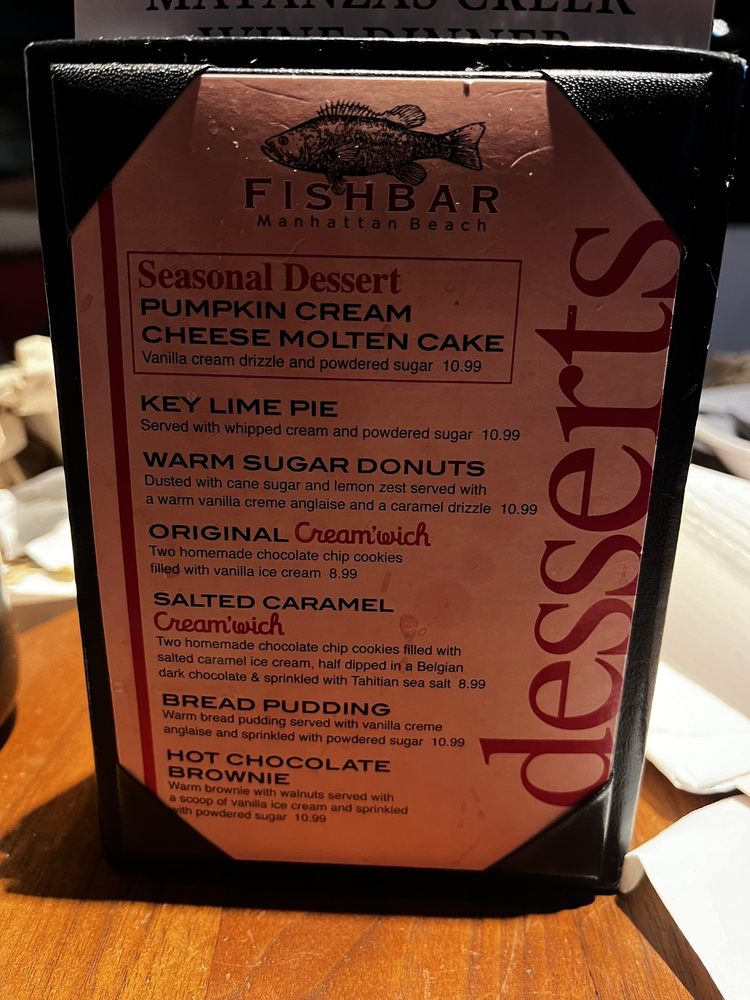 MATANZAS CREEK
WINE DINNER
FISHBAR
Manhattan Beach
desserts
Seasonal Dessert
PUMPKIN CREAM
CHEESE MOLTEN CAKE
Vanilla cream drizzle and powdered sugar 10.99
KEY LIME PIE
Served with whipped cream and powdered sugar 10.99
WARM SUGAR DONUTS
Dusted with cane sugar and lemon zest served with
a warm vanilla creme anglaise and a caramel drizzle 10.99
ORIGINAL Cream'wich
Two homemade chocolate chip cookies
filled with vanilla ice cream 8.99
SALTED CARAMEL
Cream'wich
Two homemade chocolate chip cookies filled with
salted caramel ice cream, half dipped in a Belgian
dark chocolate & sprinkled with Tahitian sea salt 8.99
BREAD PUDDING
Warm bread pudding served with vanilla creme
anglaise and sprinkled with powdered sugar 10.99
HOT CHOCOLATE
BROWNIE
Warm brownie with walnuts served with
a scoop of vanilla ice cream and sprinkled
with powdered sugar 10.99